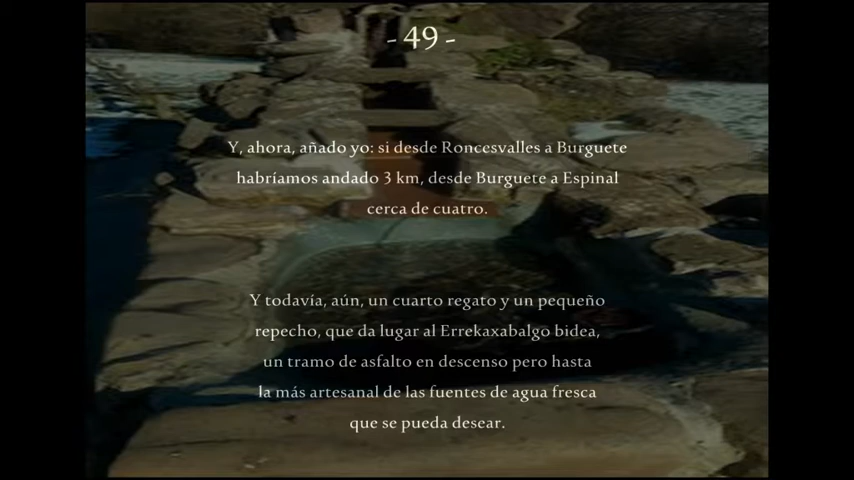 - 49 -
Y, ahora, añado yo: si desde Roncesvalles a Burguete
habríamos andado 3 km, desde Burguete a Espinal
cerca de cuatro.
Y todavía, aún, un cuarto regato y un pequeño
repecho, que da lugar al Errekaxabalgo bidea,
un tramo de asfalto en descenso pero hasta
la más artesanal de las fuentes de agua fresca
que se pueda desear.